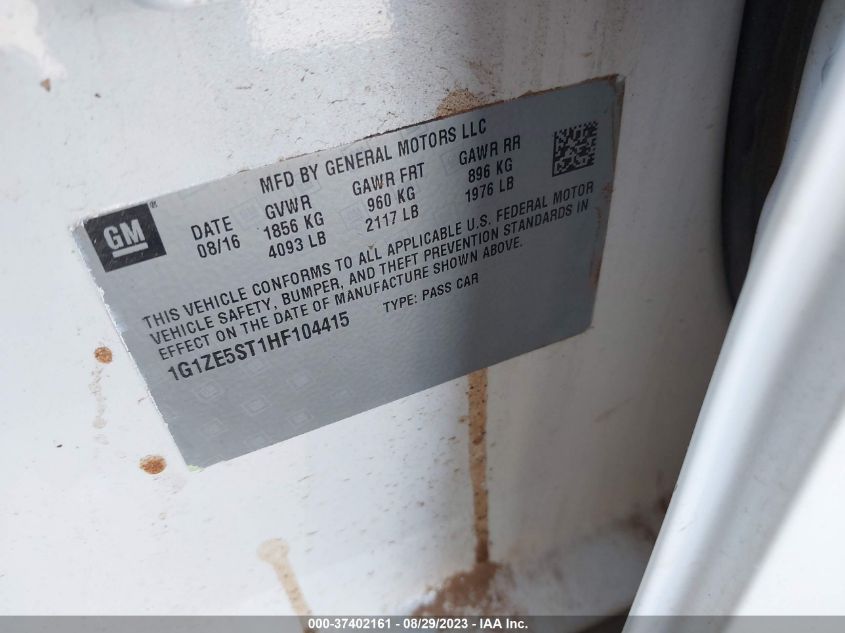 MFD BY GENERAL MOTORS LLC
GM ®
DATE GVWR GAWR FRT GAWR RR
08/16 1856 KG 960 KG 896 KG
4093 LB 2117 LB 1976 LB
THIS VEHICLE CONFORMS TO ALL APPLICABLE U.S. FEDERAL MOTOR
VEHICLE SAFETY, BUMPER, AND THEFT PREVENTION STANDARDS IN
EFFECT ON THE DATE OF MANUFACTURE SHOWN ABOVE.
1G1ZE5ST1HF104415 TYPE: PASS CAR
000-37402161 - 08/29/2023 - IAA Inc.